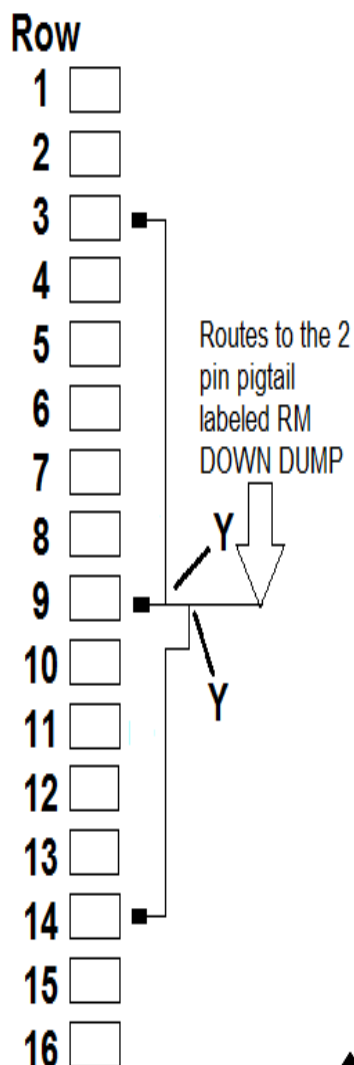 Row
1
2
3
4
5
Routes to the 2
pin pigtail
labeled RM
DOWN DUMP
6
7
8
Y
9
10
Y
11
12
13
14
15
16